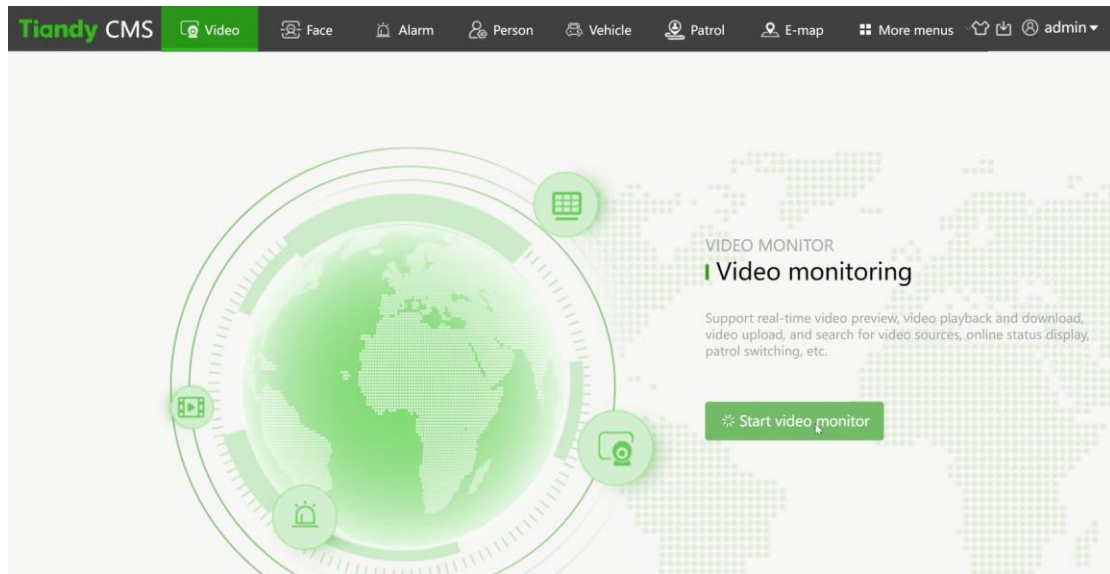 Tiandy CMS Video Face Alarm Person Vehicle Patrol E-map More menus admin
VIDEO MONITOR
Video monitoring
Support real-time video preview, video playback and download,
video upload, and search for video sources, online status display,
patrol switching, etc.
Start video monitor